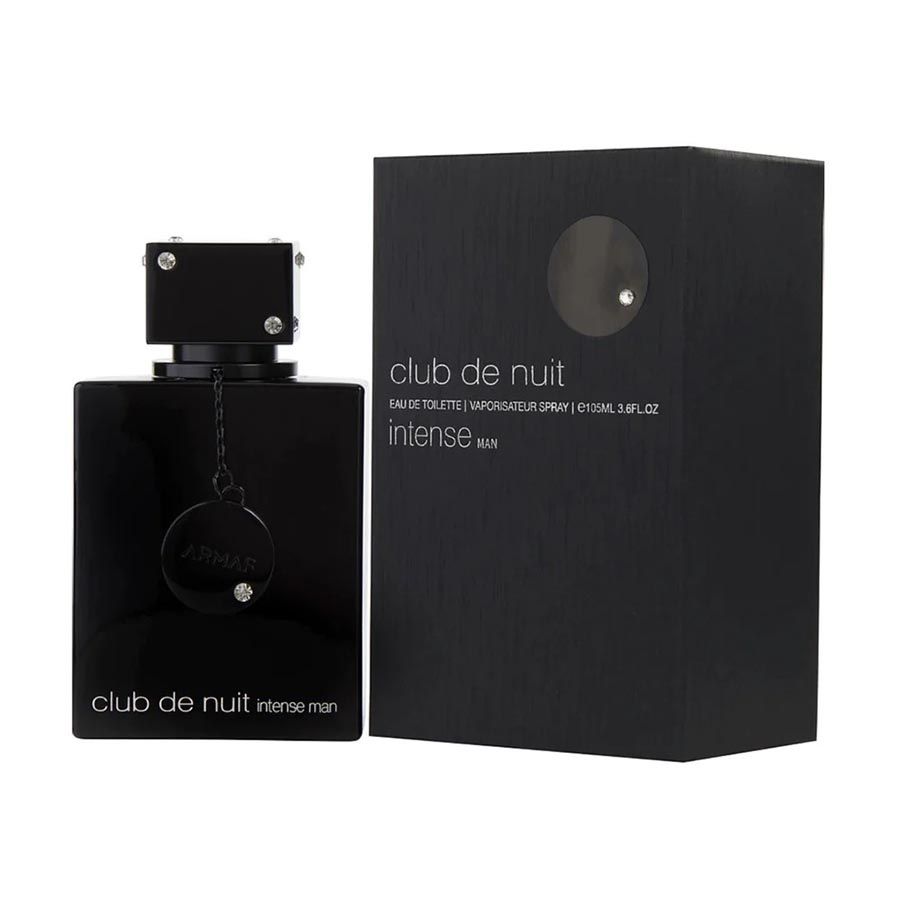 club de nuit
EAU DE TOILETTE | VAPORISATEUR SPRAY | ℮105ML 3.6FL.OZ
intense MAN
ARMAF
club de nuit intense man